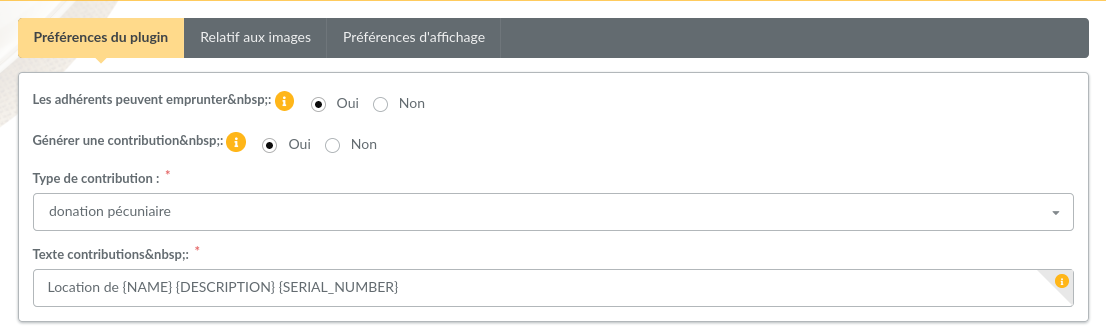 Préférences du plugin Relatif aux images Préférences d'affichage
Les adhérents peuvent emprunter&nbsp;: Oui Non
Générer une contribution&nbsp;: Oui Non
Type de contribution : *
donation pécuniaire
Texte contributions&nbsp;: *
Location de {NAME} {DESCRIPTION} {SERIAL_NUMBER}